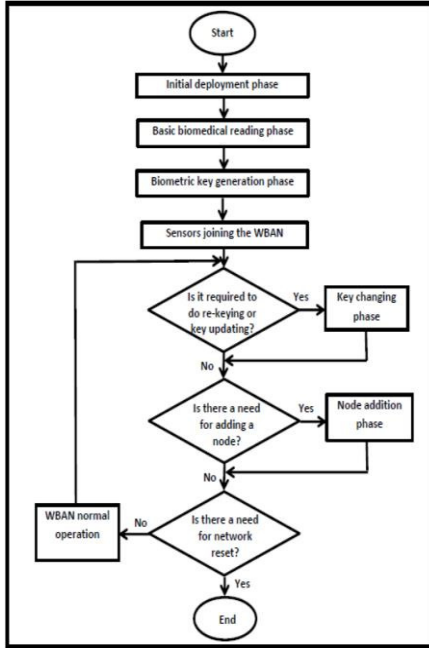 Start
Initial deployment phase
Basic biomedical reading phase
Biometric key generation phase
Sensors joining the WBAN
Is it required to
do re-keying or
key updating?
Yes
Key changing
phase
No
Is there a need
for adding a
node?
Yes
Node addition
phase
No
Is there a need
for network
reset?
No
WBAN normal
operation
Yes
End